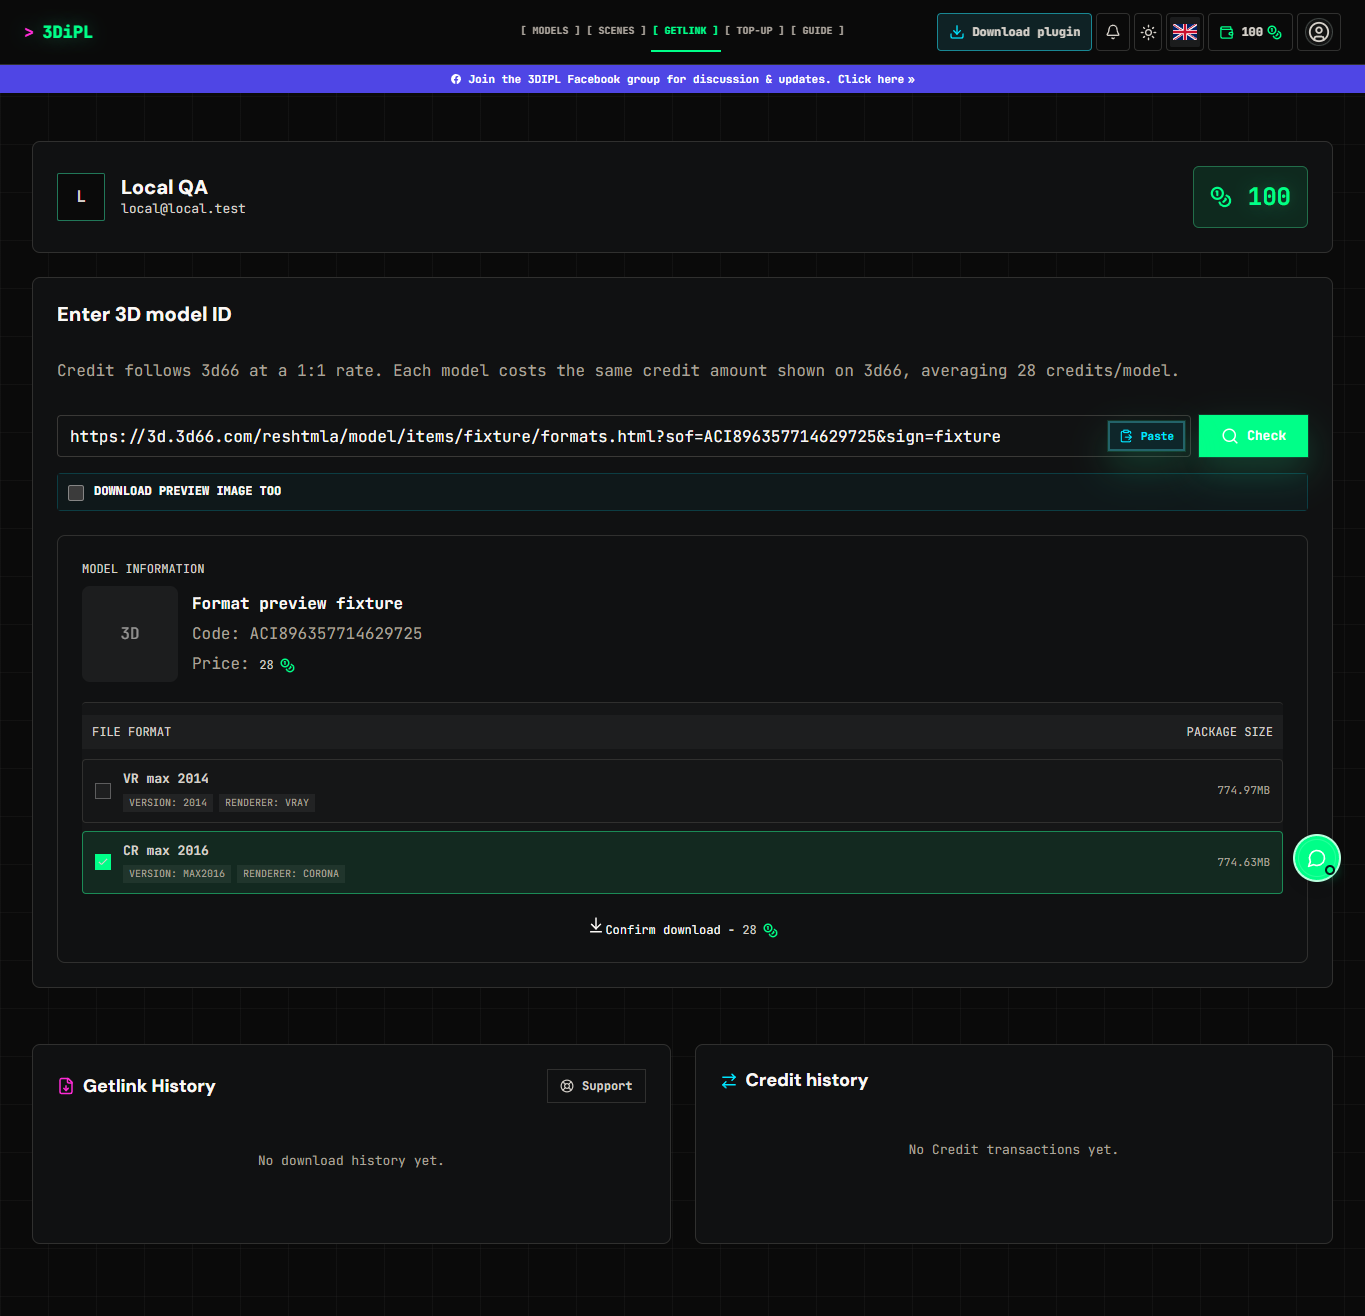 > 3DiPL
[ MODELS ] [ SCENES ] [ GETLINK ] [ TOP-UP ] [ GUIDE ]
Download plugin
100
Join the 3DIPL Facebook group for discussion & updates. Click here »
L
Local QA
local@local.test
100
Enter 3D model ID
Credit follows 3d66 at a 1:1 rate. Each model costs the same credit amount shown on 3d66, averaging 28 credits/model.
https://3d.3d66.com/reshtmla/model/items/fixture/formats.html?sof=ACI896357714629725&sign=fixture
Paste
Check
DOWNLOAD PREVIEW IMAGE TOO
MODEL INFORMATION
3D
Format preview fixture
Code: ACI896357714629725
Price: 28
FILE FORMAT PACKAGE SIZE
VR max 2014
VERSION: 2014 RENDERER: VRAY
774.97MB
CR max 2016
VERSION: MAX2016 RENDERER: CORONA
774.63MB
Confirm download - 28
Getlink History
Support
No download history yet.
Credit history
No Credit transactions yet.